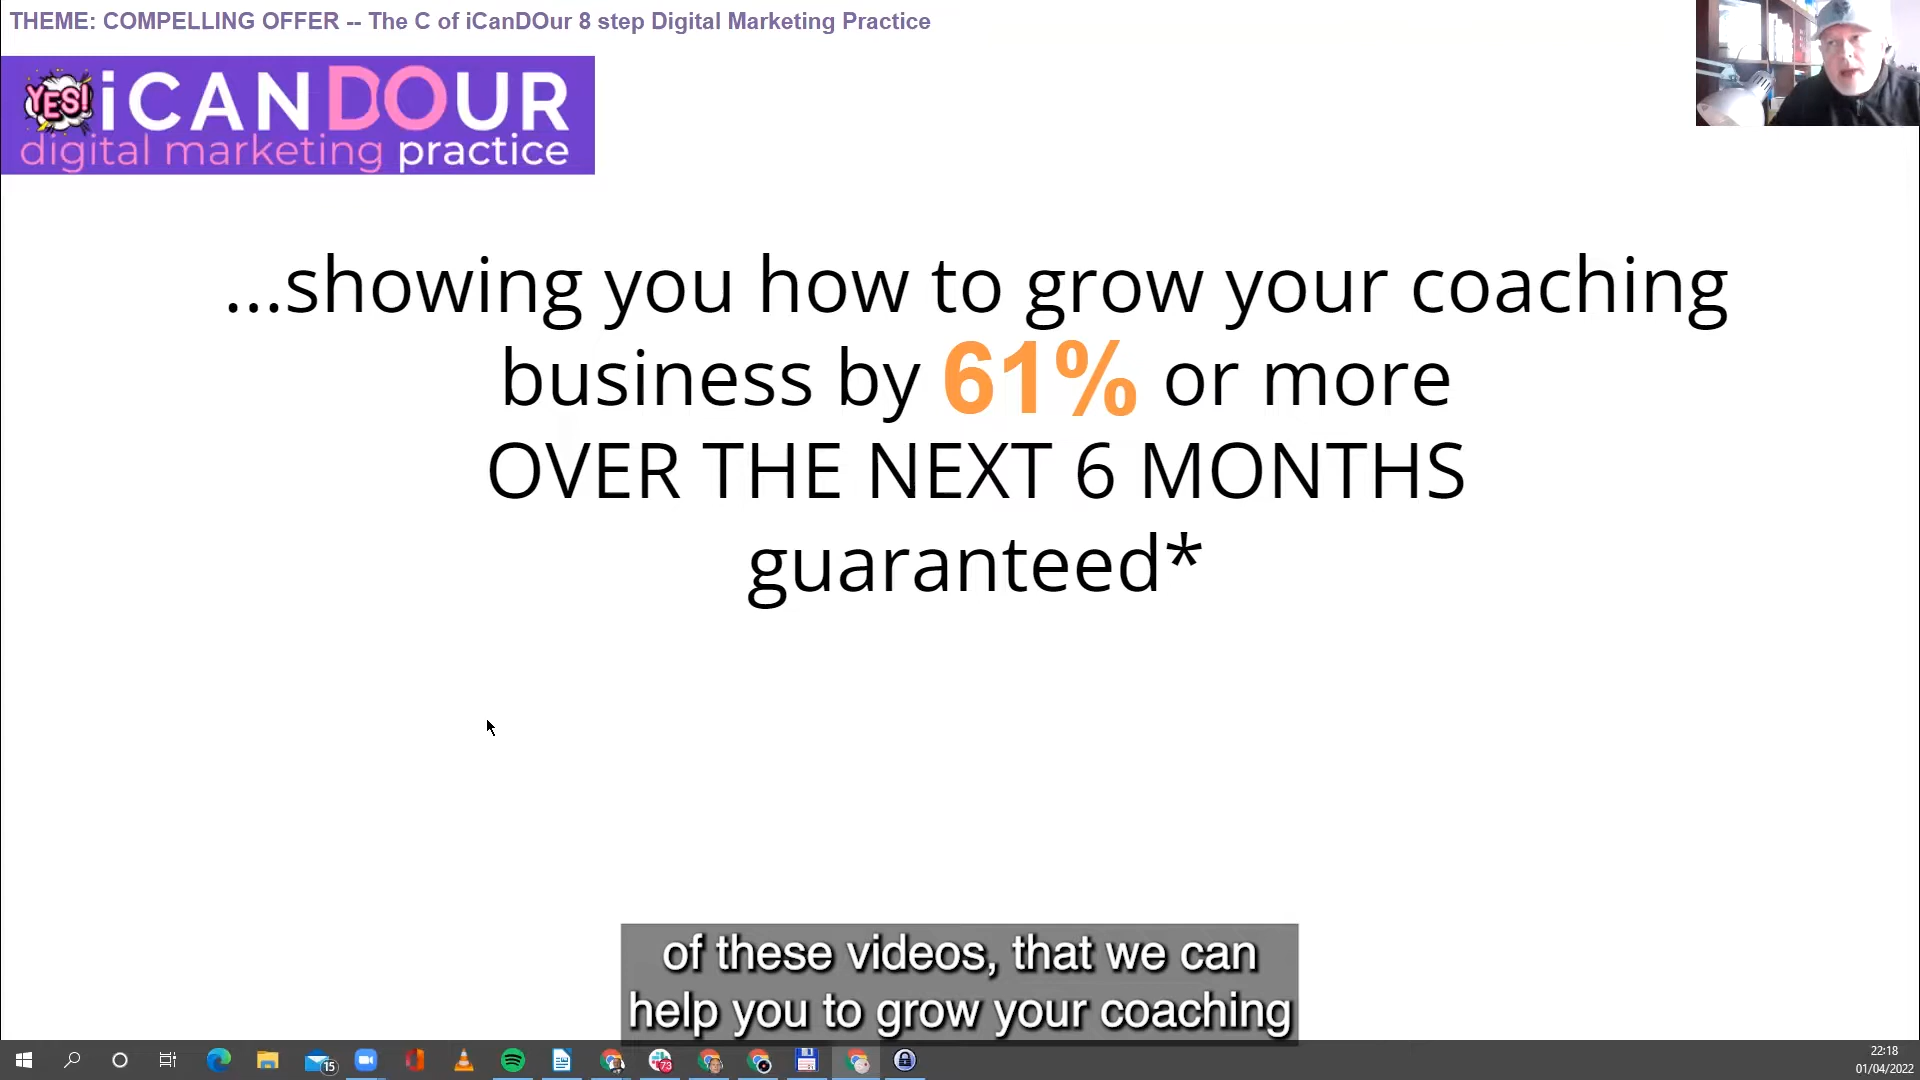 THEME: COMPELLING OFFER -- The C of iCanDOur 8 step Digital Marketing Practice
YES! iCANDOUR
digital marketing practice
...showing you how to grow your coaching
business by 61% or more
OVER THE NEXT 6 MONTHS
guaranteed*
of these videos, that we can
help you to grow your coaching
15
73
22:18
01/04/2022